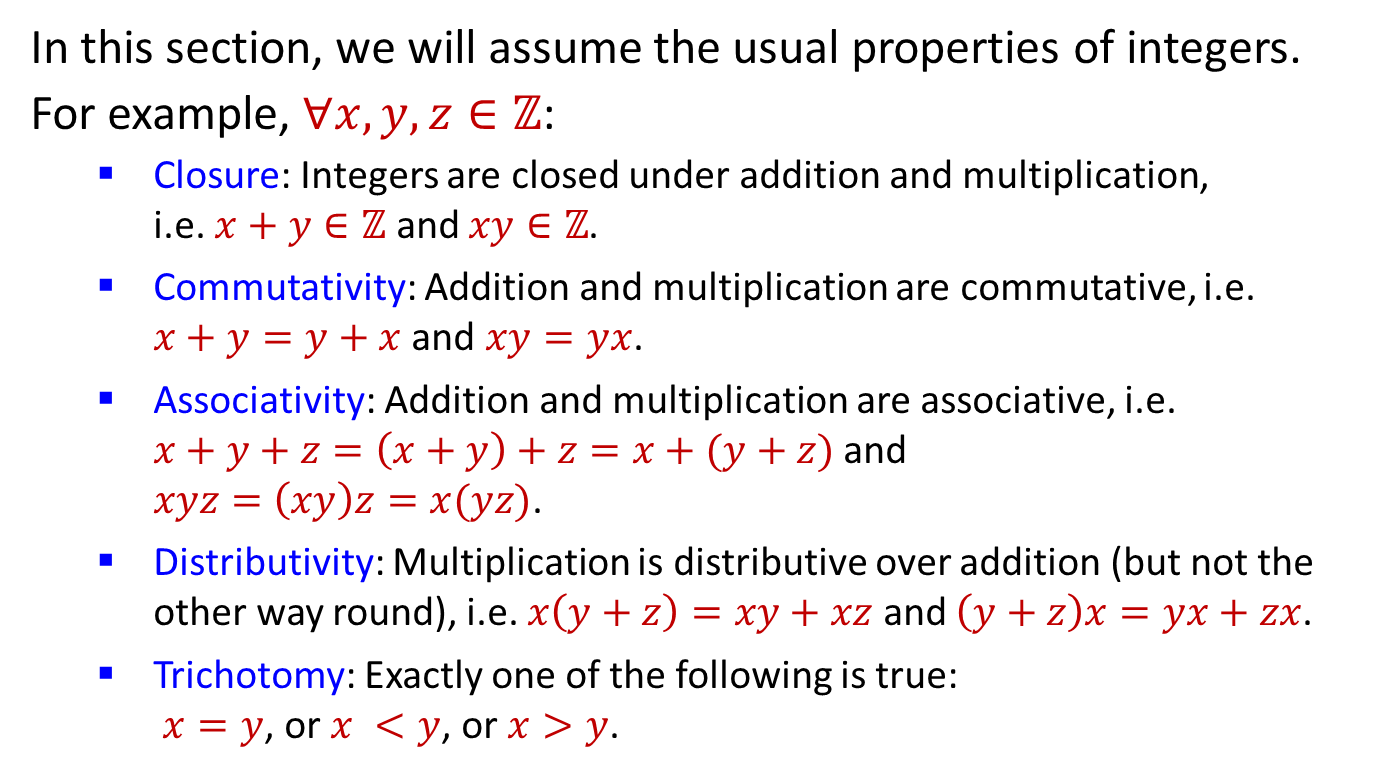 In this section, we will assume the usual properties of integers.
For example, ∀𝑥, 𝑦, 𝑧 ∈ ℤ:
▪ Closure: Integers are closed under addition and multiplication,
i.e. 𝑥 + 𝑦 ∈ ℤ and 𝑥𝑦 ∈ ℤ.
▪ Commutativity: Addition and multiplication are commutative, i.e.
𝑥 + 𝑦 = 𝑦 + 𝑥 and 𝑥𝑦 = 𝑦𝑥.
▪ Associativity: Addition and multiplication are associative, i.e.
𝑥 + 𝑦 + 𝑧 = (𝑥 + 𝑦) + 𝑧 = 𝑥 + (𝑦 + 𝑧) and
𝑥𝑦𝑧 = (𝑥𝑦)𝑧 = 𝑥(𝑦𝑧).
▪ Distributivity: Multiplication is distributive over addition (but not the
other way round), i.e. 𝑥(𝑦 + 𝑧) = 𝑥𝑦 + 𝑥𝑧 and (𝑦 + 𝑧)𝑥 = 𝑦𝑥 + 𝑧𝑥.
▪ Trichotomy: Exactly one of the following is true:
𝑥 = 𝑦, or 𝑥 < 𝑦, or 𝑥 > 𝑦.